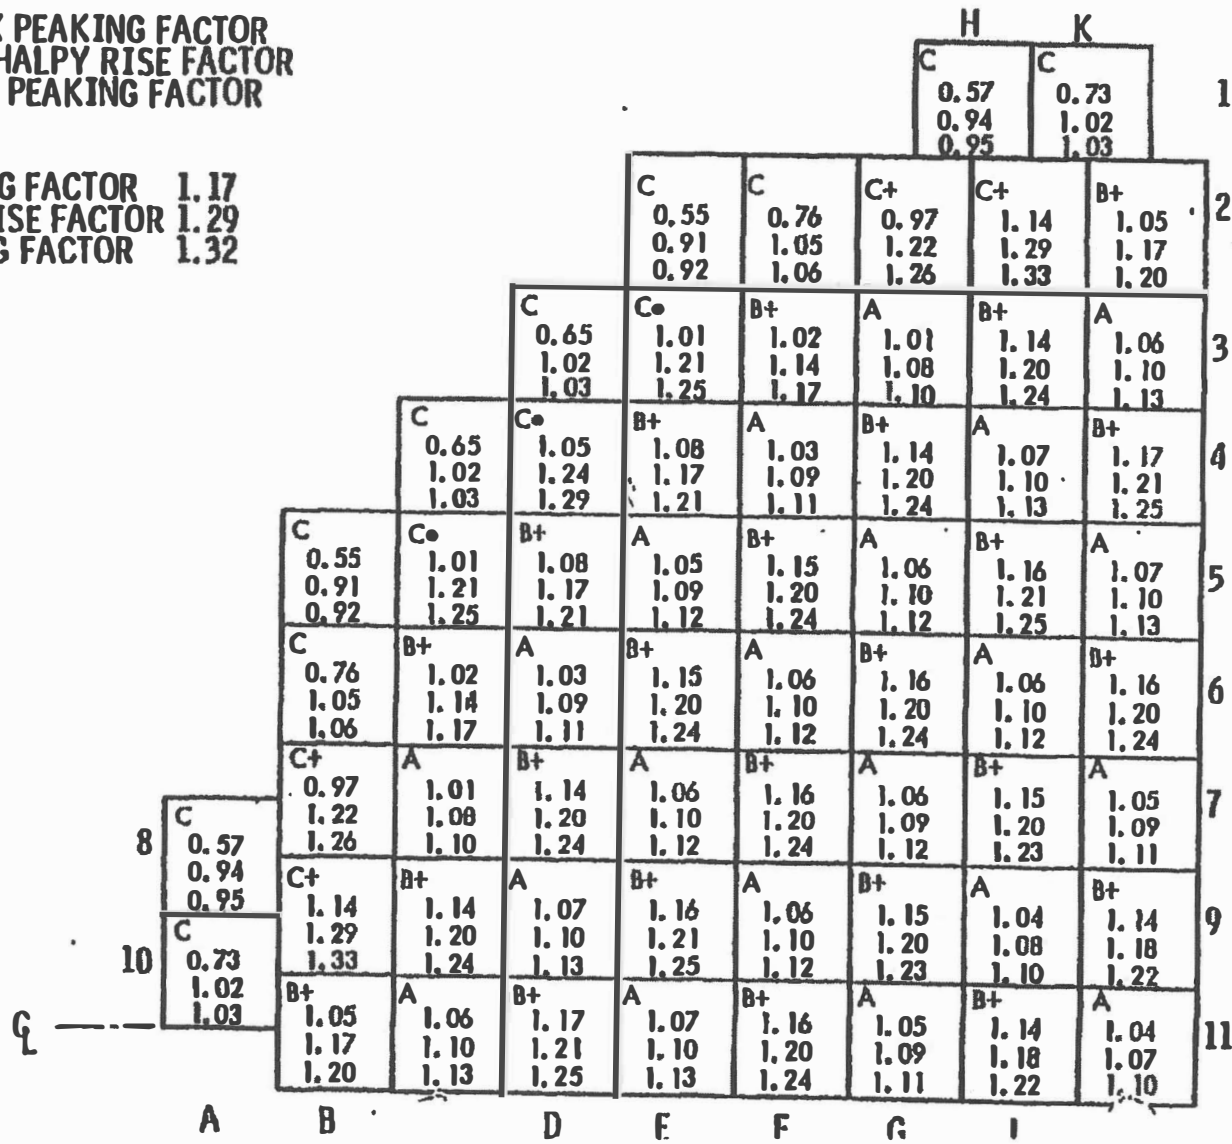 X PEAKING FACTOR
HALPY RISE FACTOR
PEAKING FACTOR
G FACTOR 1.17
ISE FACTOR 1.29
G FACTOR 1.32
H K
C C
0.57 0.73 1
0.94 1.02
0.95 1.03
C C C+ C+ B+
0.55 0.76 0.97 1.14 1.05 2
0.91 1.05 1.22 1.29 1.17
0.92 1.06 1.26 1.33 1.20
C C● B+ A B+ A
0.65 1.01 1.02 1.01 1.14 1.06 3
1.02 1.21 1.14 1.08 1.20 1.10
1.03 1.25 1.17 1.10 1.24 1.13
C C● B+ A B+ A B+
0.65 1.05 1.08 1.03 1.14 1.07 1.17 4
1.02 1.24 1.17 1.09 1.20 1.10 1.21
1.03 1.29 1.21 1.11 1.24 1.13 1.25
C C● B+ A B+ A B+ A
0.55 1.01 1.08 1.05 1.15 1.06 1.16 1.07 5
0.91 1.21 1.17 1.09 1.20 1.10 1.21 1.10
0.92 1.25 1.21 1.12 1.24 1.12 1.25 1.13
C B+ A B+ A B+ A B+
0.76 1.02 1.03 1.15 1.06 1.16 1.06 1.16 6
1.05 1.14 1.09 1.20 1.10 1.20 1.10 1.20
1.06 1.17 1.11 1.24 1.12 1.24 1.12 1.24
C+ A B+ A B+ A B+ A
0.97 1.01 1.14 1.06 1.16 1.06 1.15 1.05 7
1.22 1.08 1.20 1.10 1.20 1.09 1.20 1.09
1.26 1.10 1.24 1.12 1.24 1.12 1.23 1.11
C
8 0.57
0.94
0.95
C+ B+ A B+ A B+ A B+
1.14 1.14 1.07 1.16 1.06 1.15 1.04 1.14 9
1.29 1.20 1.10 1.21 1.10 1.20 1.08 1.18
1.33 1.24 1.13 1.25 1.12 1.23 1.10 1.22
C
10 0.73
1.02
1.03
B+ A B+ A B+ A B+ A
CL 1.05 1.06 1.17 1.07 1.16 1.05 1.14 1.04 11
1.17 1.10 1.21 1.10 1.20 1.09 1.18 1.07
1.20 1.13 1.25 1.13 1.24 1.11 1.22 1.10
A B D E F G